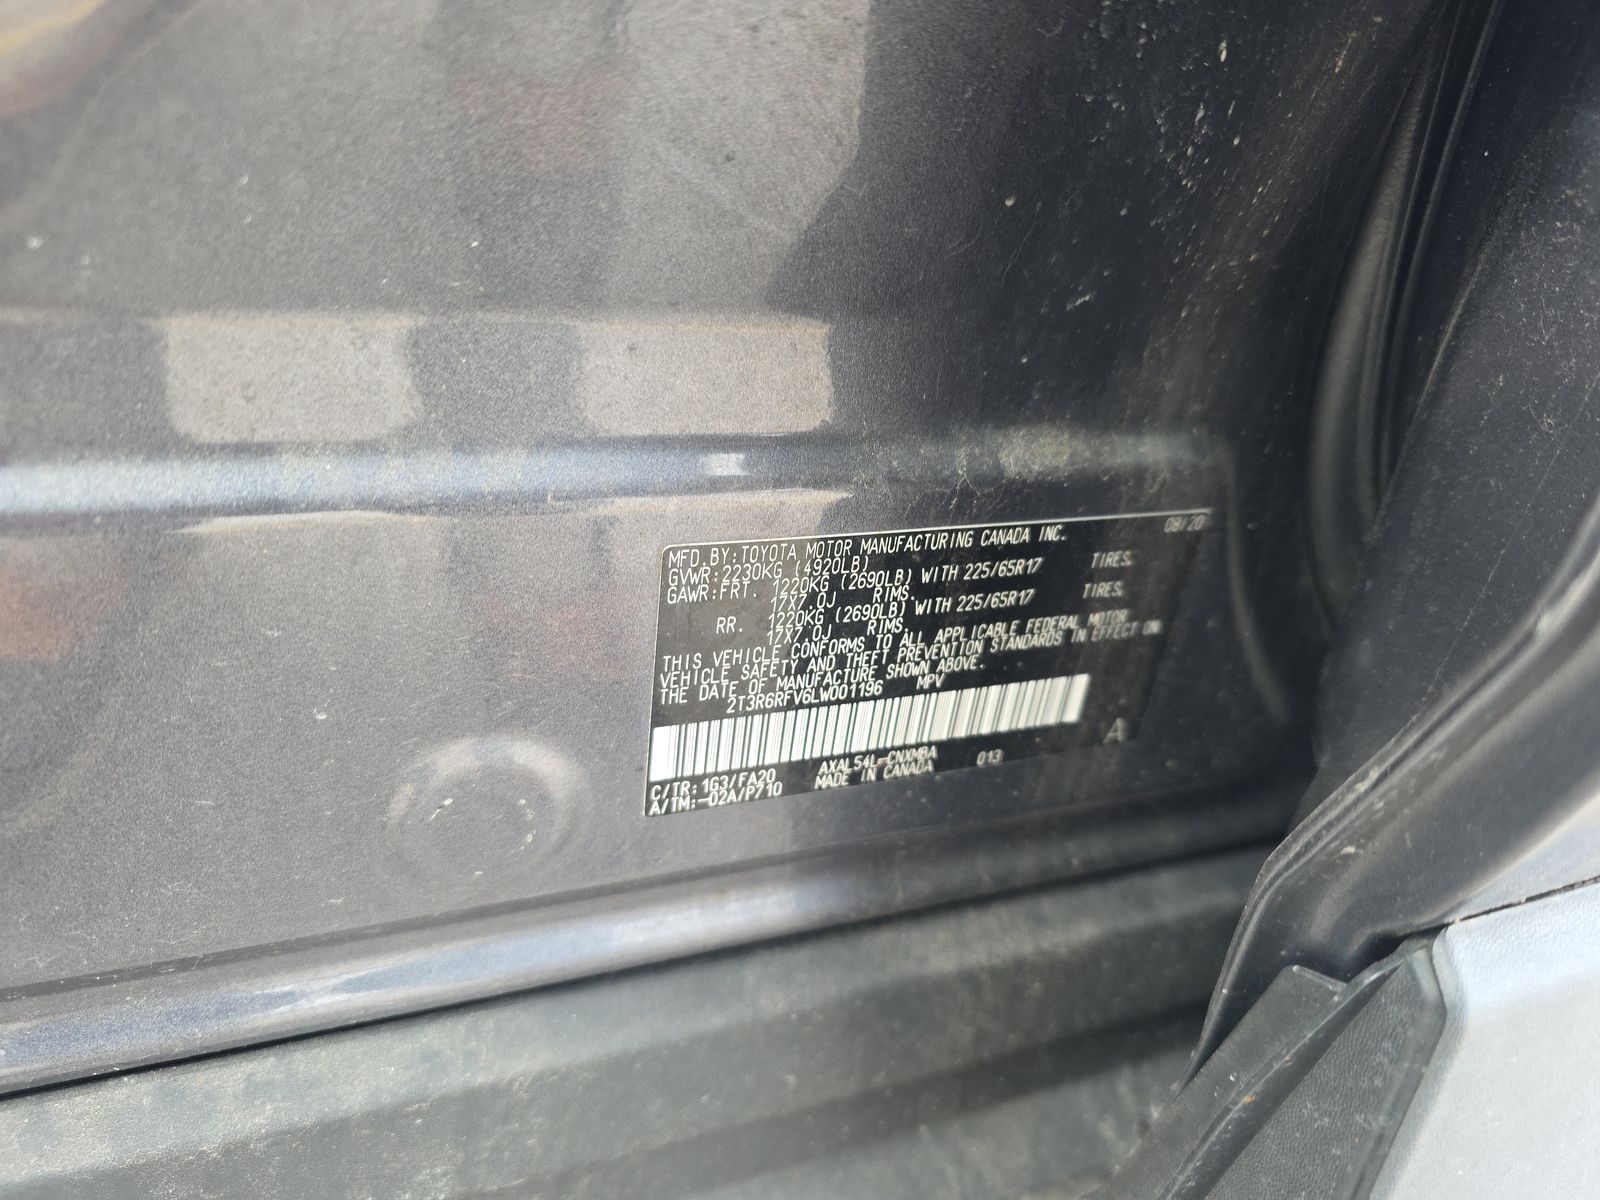 MFD. BY: TOYOTA MOTOR MANUFACTURING CANADA INC. 08/20
GVWR: 2230KG (4920LB)
GAWR: FRT. 1220KG (2690LB) WITH 225/65R17 TIRES.
17X7.0J RIMS.
RR. 1220KG (2690LB) WITH 225/65R17 TIRES.
17X7.0J RIMS.
THIS VEHICLE CONFORMS TO ALL APPLICABLE FEDERAL MOTOR
VEHICLE SAFETY AND THEFT PREVENTION STANDARDS IN EFFECT ON
THE DATE OF MANUFACTURE SHOWN ABOVE.
2T3R6RFV6LW001196 MPV
A
C/TR: 1G3/FA20 AXAL54L-CNXMBA 013
A/TM: -02A/P710 MADE IN CANADA